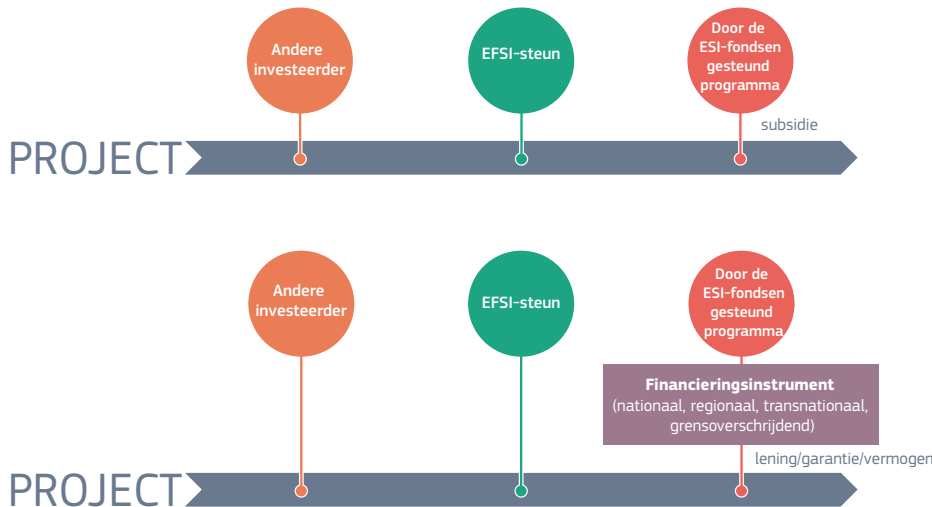 Andere
investeerder
EFSI-steun
Door de
ESI-fondsen
gesteund
programma
subsidie
PROJECT
Andere
investeerder
EFSI-steun
Door de
ESI-fondsen
gesteund
programma
Financieringsinstrument
(nationaal, regionaal, transnationaal,
grensoverschrijdend)
lening/garantie/vermogen
PROJECT